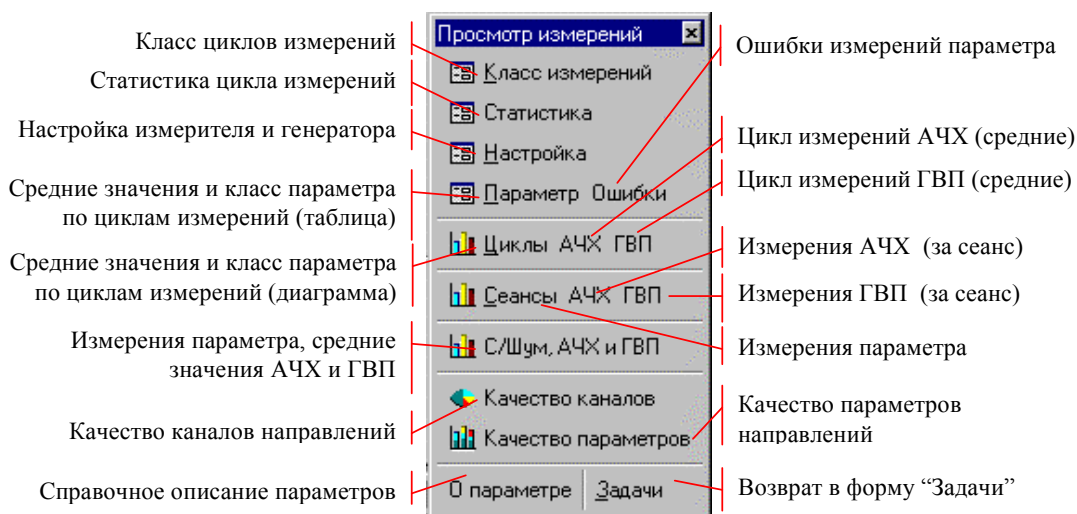 Класс циклов измерений
Статистика цикла измерений
Настройка измерителя и генератора
Средние значения и класс параметра
по циклам измерений (таблица)
Средние значения и класс параметра
по циклам измерений (диаграмма)
Измерения параметра, средние
значения АЧХ и ГВП
Качество каналов направлений
Справочное описание параметров
Просмотр измерений
Класс измерений
Статистика
Настройка
Параметр Ошибки
Циклы АЧХ ГВП
Сеансы АЧХ ГВП
С/Шум, АЧХ и ГВП
Качество каналов
Качество параметров
О параметре Задачи
Ошибки измерений параметра
Цикл измерений АЧХ (средние)
Цикл измерений ГВП (средние)
Измерения АЧХ (за сеанс)
Измерения ГВП (за сеанс)
Измерения параметра
Качество параметров
направлений
Возврат в форму “Задачи”